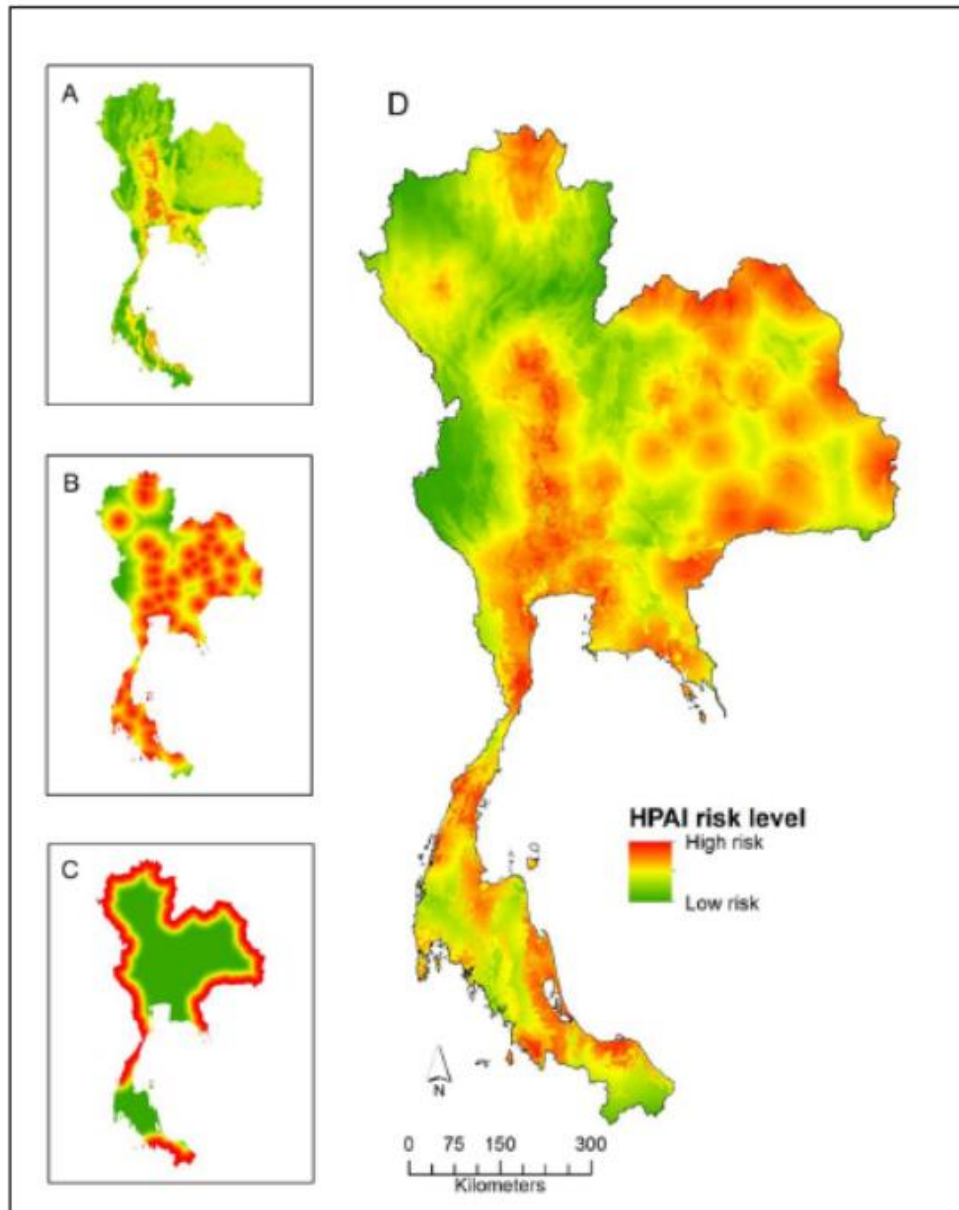 A
B
C
D
HPAI risk level
High risk
Low risk
N
0 75 150 300
Kilometers